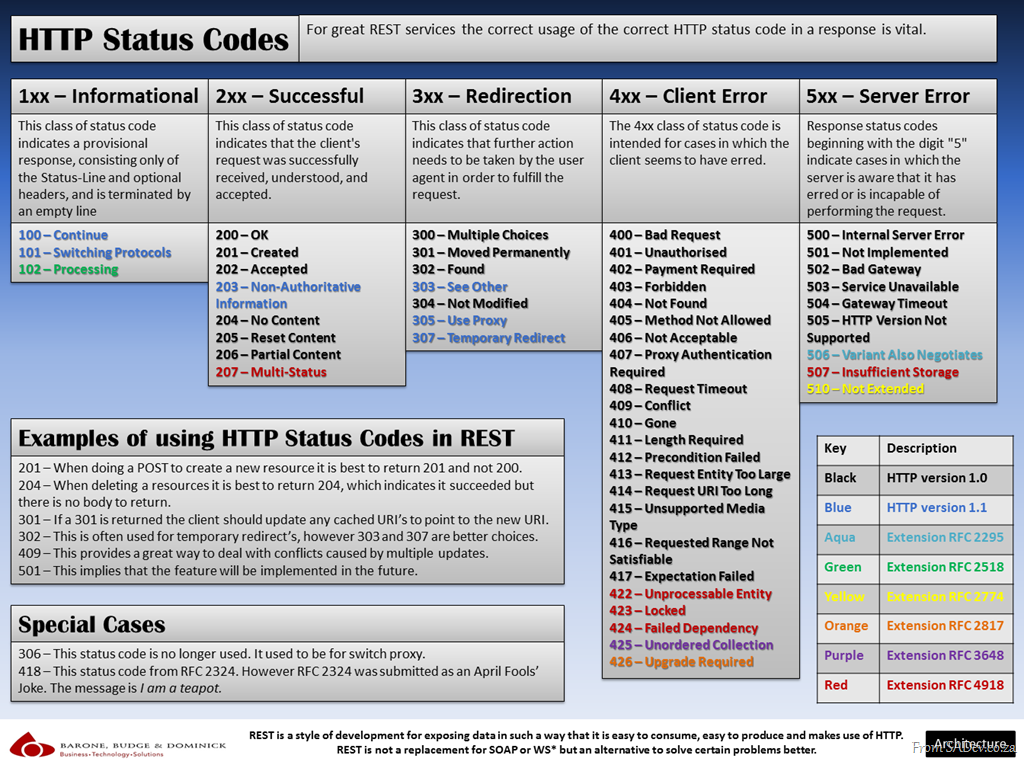 HTTP Status Codes
For great REST services the correct usage of the correct HTTP status code in a response is vital.
1xx – Informational
This class of status code
indicates a provisional
response, consisting only of
the Status-Line and optional
headers, and is terminated by
an empty line
100 – Continue
101 – Switching Protocols
102 – Processing
2xx – Successful
This class of status code
indicates that the client's
request was successfully
received, understood, and
accepted.
200 – OK
201 – Created
202 – Accepted
203 – Non-Authoritative
Information
204 – No Content
205 – Reset Content
206 – Partial Content
207 – Multi-Status
3xx – Redirection
This class of status code
indicates that further action
needs to be taken by the user
agent in order to fulfill the
request.
300 – Multiple Choices
301 – Moved Permanently
302 – Found
303 – See Other
304 – Not Modified
305 – Use Proxy
307 – Temporary Redirect
4xx – Client Error
The 4xx class of status code is
intended for cases in which the
client seems to have erred.
400 – Bad Request
401 – Unauthorised
402 – Payment Required
403 – Forbidden
404 – Not Found
405 – Method Not Allowed
406 – Not Acceptable
407 – Proxy Authentication
Required
408 – Request Timeout
409 – Conflict
410 – Gone
411 – Length Required
412 – Precondition Failed
413 – Request Entity Too Large
414 – Request URI Too Long
415 – Unsupported Media
Type
416 – Requested Range Not
Satisfiable
417 – Expectation Failed
422 – Unprocessable Entity
423 – Locked
424 – Failed Dependency
425 – Unordered Collection
426 – Upgrade Required
5xx – Server Error
Response status codes
beginning with the digit "5"
indicate cases in which the
server is aware that it has
erred or is incapable of
performing the request.
500 – Internal Server Error
501 – Not Implemented
502 – Bad Gateway
503 – Service Unavailable
504 – Gateway Timeout
505 – HTTP Version Not
Supported
506 – Variant Also Negotiates
507 – Insufficient Storage
510 – Not Extended
Examples of using HTTP Status Codes in REST
201 – When doing a POST to create a new resource it is best to return 201 and not 200.
204 – When deleting a resources it is best to return 204, which indicates it succeeded but
there is no body to return.
301 – If a 301 is returned the client should update any cached URI's to point to the new URI.
302 – This is often used for temporary redirect's, however 303 and 307 are better choices.
409 – This provides a great way to deal with conflicts caused by multiple updates.
501 – This implies that the feature will be implemented in the future.
Special Cases
306 – This status code is no longer used. It used to be for switch proxy.
418 – This status code from RFC 2324. However RFC 2324 was submitted as an April Fools'
Joke. The message is I am a teapot.
Key Description
Black HTTP version 1.0
Blue HTTP version 1.1
Aqua Extension RFC 2295
Green Extension RFC 2518
Yellow Extension RFC 2774
Orange Extension RFC 2817
Purple Extension RFC 3648
Red Extension RFC 4918
BARONE, BUDGE & DOMINICK
Business•Technology•Solutions
REST is a style of development for exposing data in such a way that it is easy to consume, easy to produce and makes use of HTTP.
REST is not a replacement for SOAP or WS* but an alternative to solve certain problems better.
Architecture
From SADev.co.za